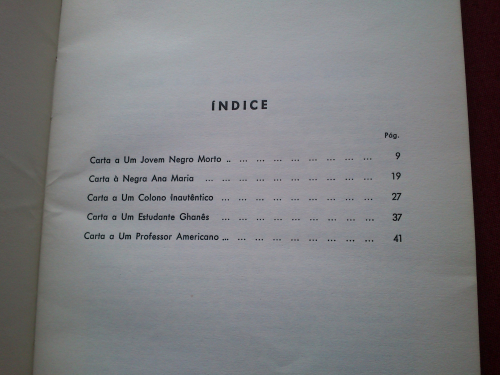 ÍNDICE
Pág.
Carta a Um Jovem Negro Morto .. ... ... ... ... ... ... ... 9
Carta à Negra Ana Maria ... ... ... ... ... ... ... ... 19
Carta a Um Colono Inautêntico ... ... ... ... ... ... ... ... 27
Carta a Um Estudante Ghanês ... ... ... ... ... ... ... ... 37
Carta a Um Professor Americano ... ... ... ... ... ... ... ... 41